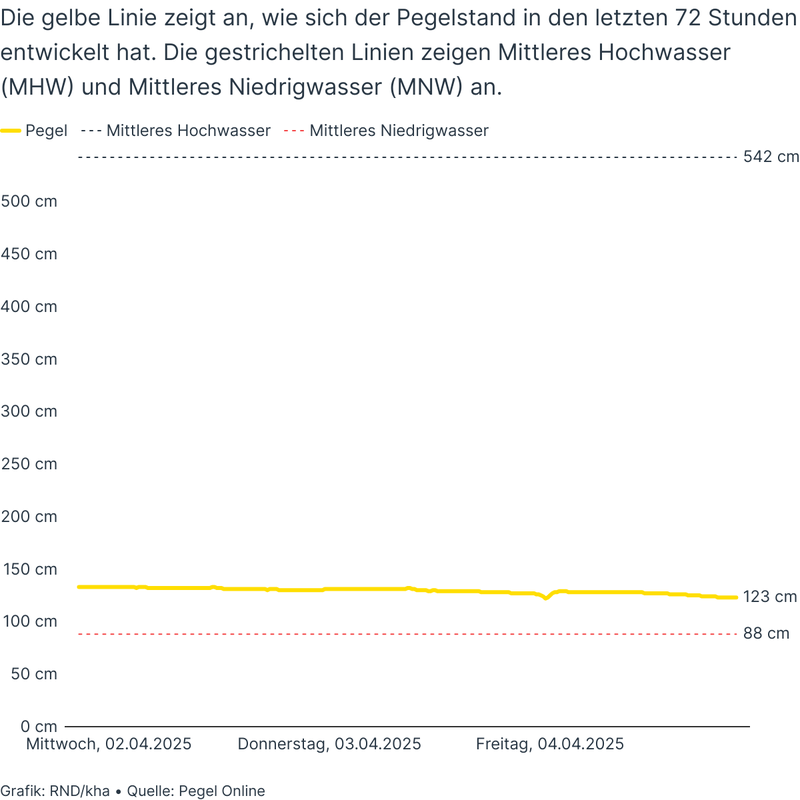 Die gelbe Linie zeigt an, wie sich der Pegelstand in den letzten 72 Stunden
entwickelt hat. Die gestrichelten Linien zeigen Mittleres Hochwasser
(MHW) und Mittleres Niedrigwasser (MNW) an.
Pegel Mittleres Hochwasser Mittleres Niedrigwasser
542 cm
500 cm
450 cm
400 cm
350 cm
300 cm
250 cm
200 cm
150 cm
123 cm
100 cm
88 cm
50 cm
0 cm
Mittwoch, 02.04.2025 Donnerstag, 03.04.2025 Freitag, 04.04.2025
Grafik: RND/kha • Quelle: Pegel Online